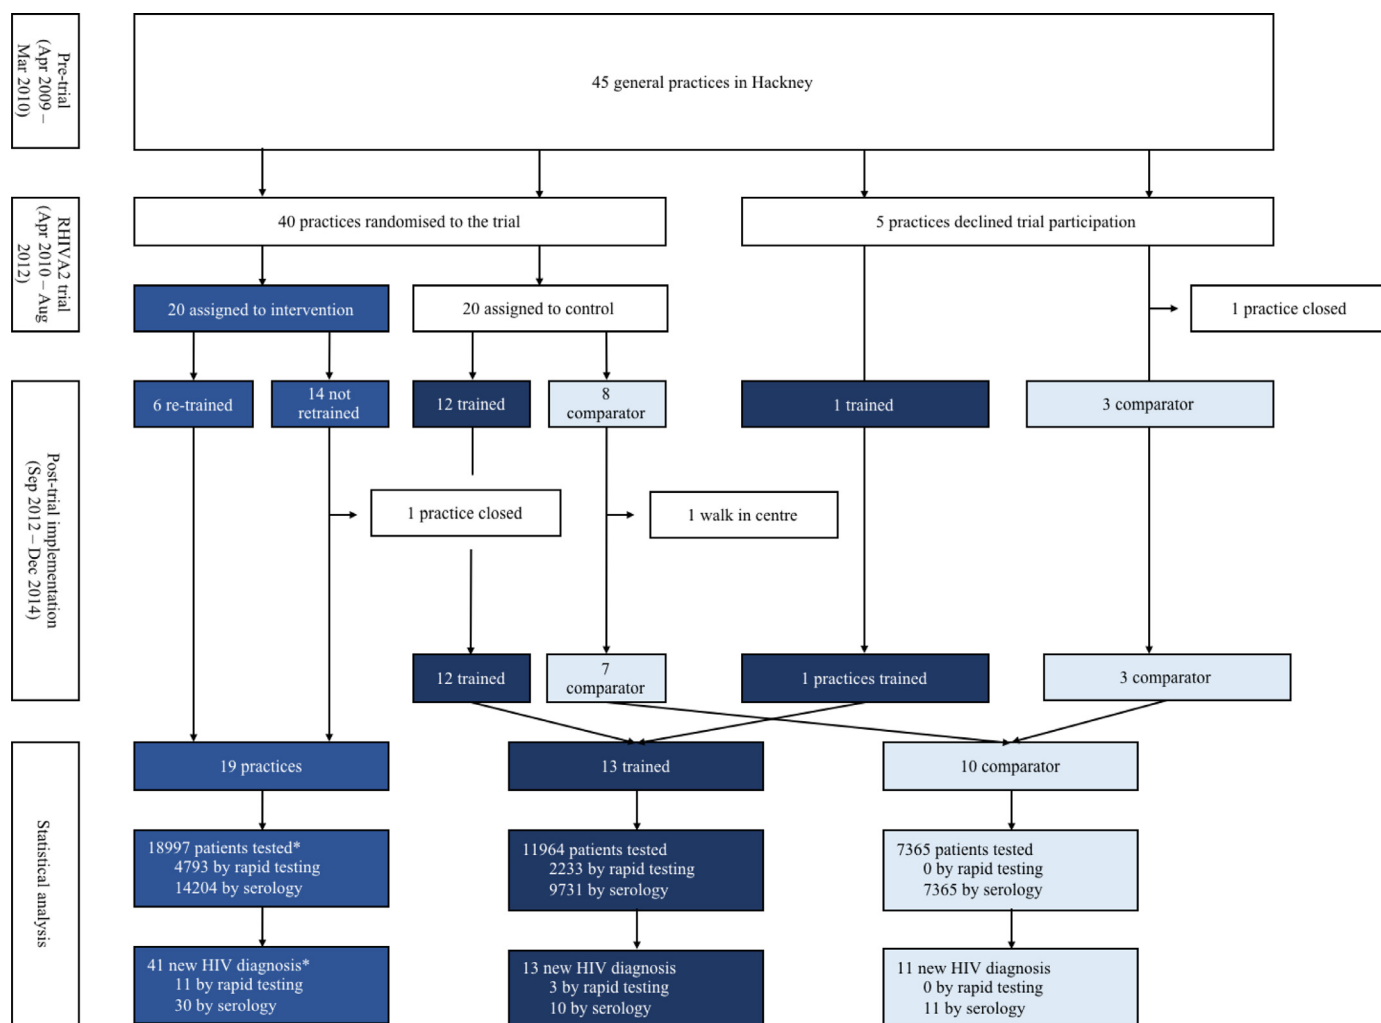 Pre-trial
(Apr 2009 –
Mar 2010)
45 general practices in Hackney
RHIVA2 trial
(Apr 2010 – Aug
2012)
40 practices randomised to the trial
5 practices declined trial participation
20 assigned to intervention
20 assigned to control
1 practice closed
Post-trial implementation
(Sep 2012 – Dec 2014)
6 re-trained
14 not
retrained
12 trained
8
comparator
1 trained
3 comparator
1 practice closed
1 walk in centre
12 trained
7
comparator
1 practices trained
3 comparator
Statistical analysis
19 practices
13 trained
10 comparator
18997 patients tested*
4793 by rapid testing
14204 by serology
11964 patients tested
2233 by rapid testing
9731 by serology
7365 patients tested
0 by rapid testing
7365 by serology
41 new HIV diagnosis*
11 by rapid testing
30 by serology
13 new HIV diagnosis
3 by rapid testing
10 by serology
11 new HIV diagnosis
0 by rapid testing
11 by serology